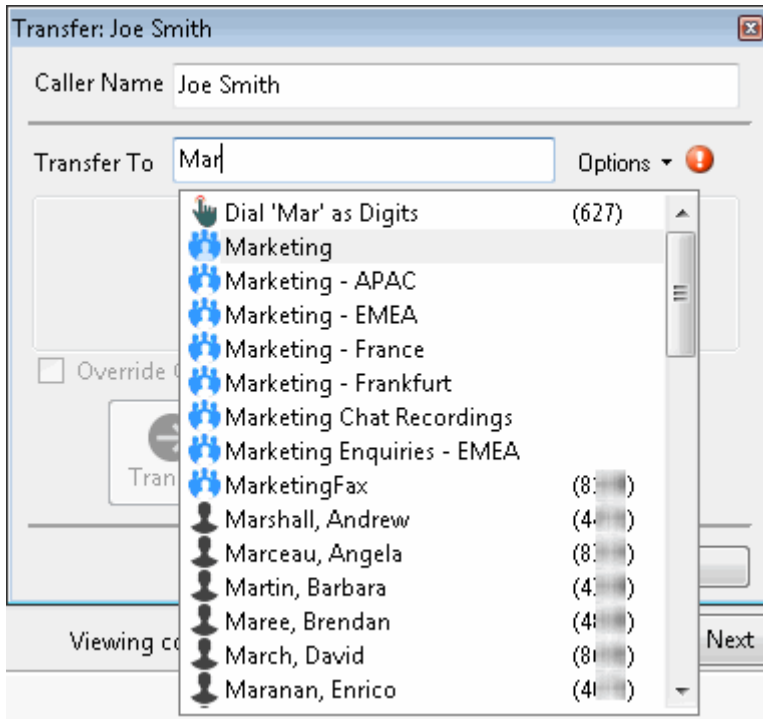 Transfer: Joe Smith
Caller Name Joe Smith
Transfer To Mar Options
Dial 'Mar' as Digits (627)
Marketing
Marketing - APAC
Marketing - EMEA
Marketing - France
Override
Marketing - Frankfurt
Marketing Chat Recordings
Marketing Enquiries - EMEA
MarketingFax
Marshall, Andrew
Marceau, Angela
Martin, Barbara
Maree, Brendan
Viewing
March, David
Next
Maranan, Enrico